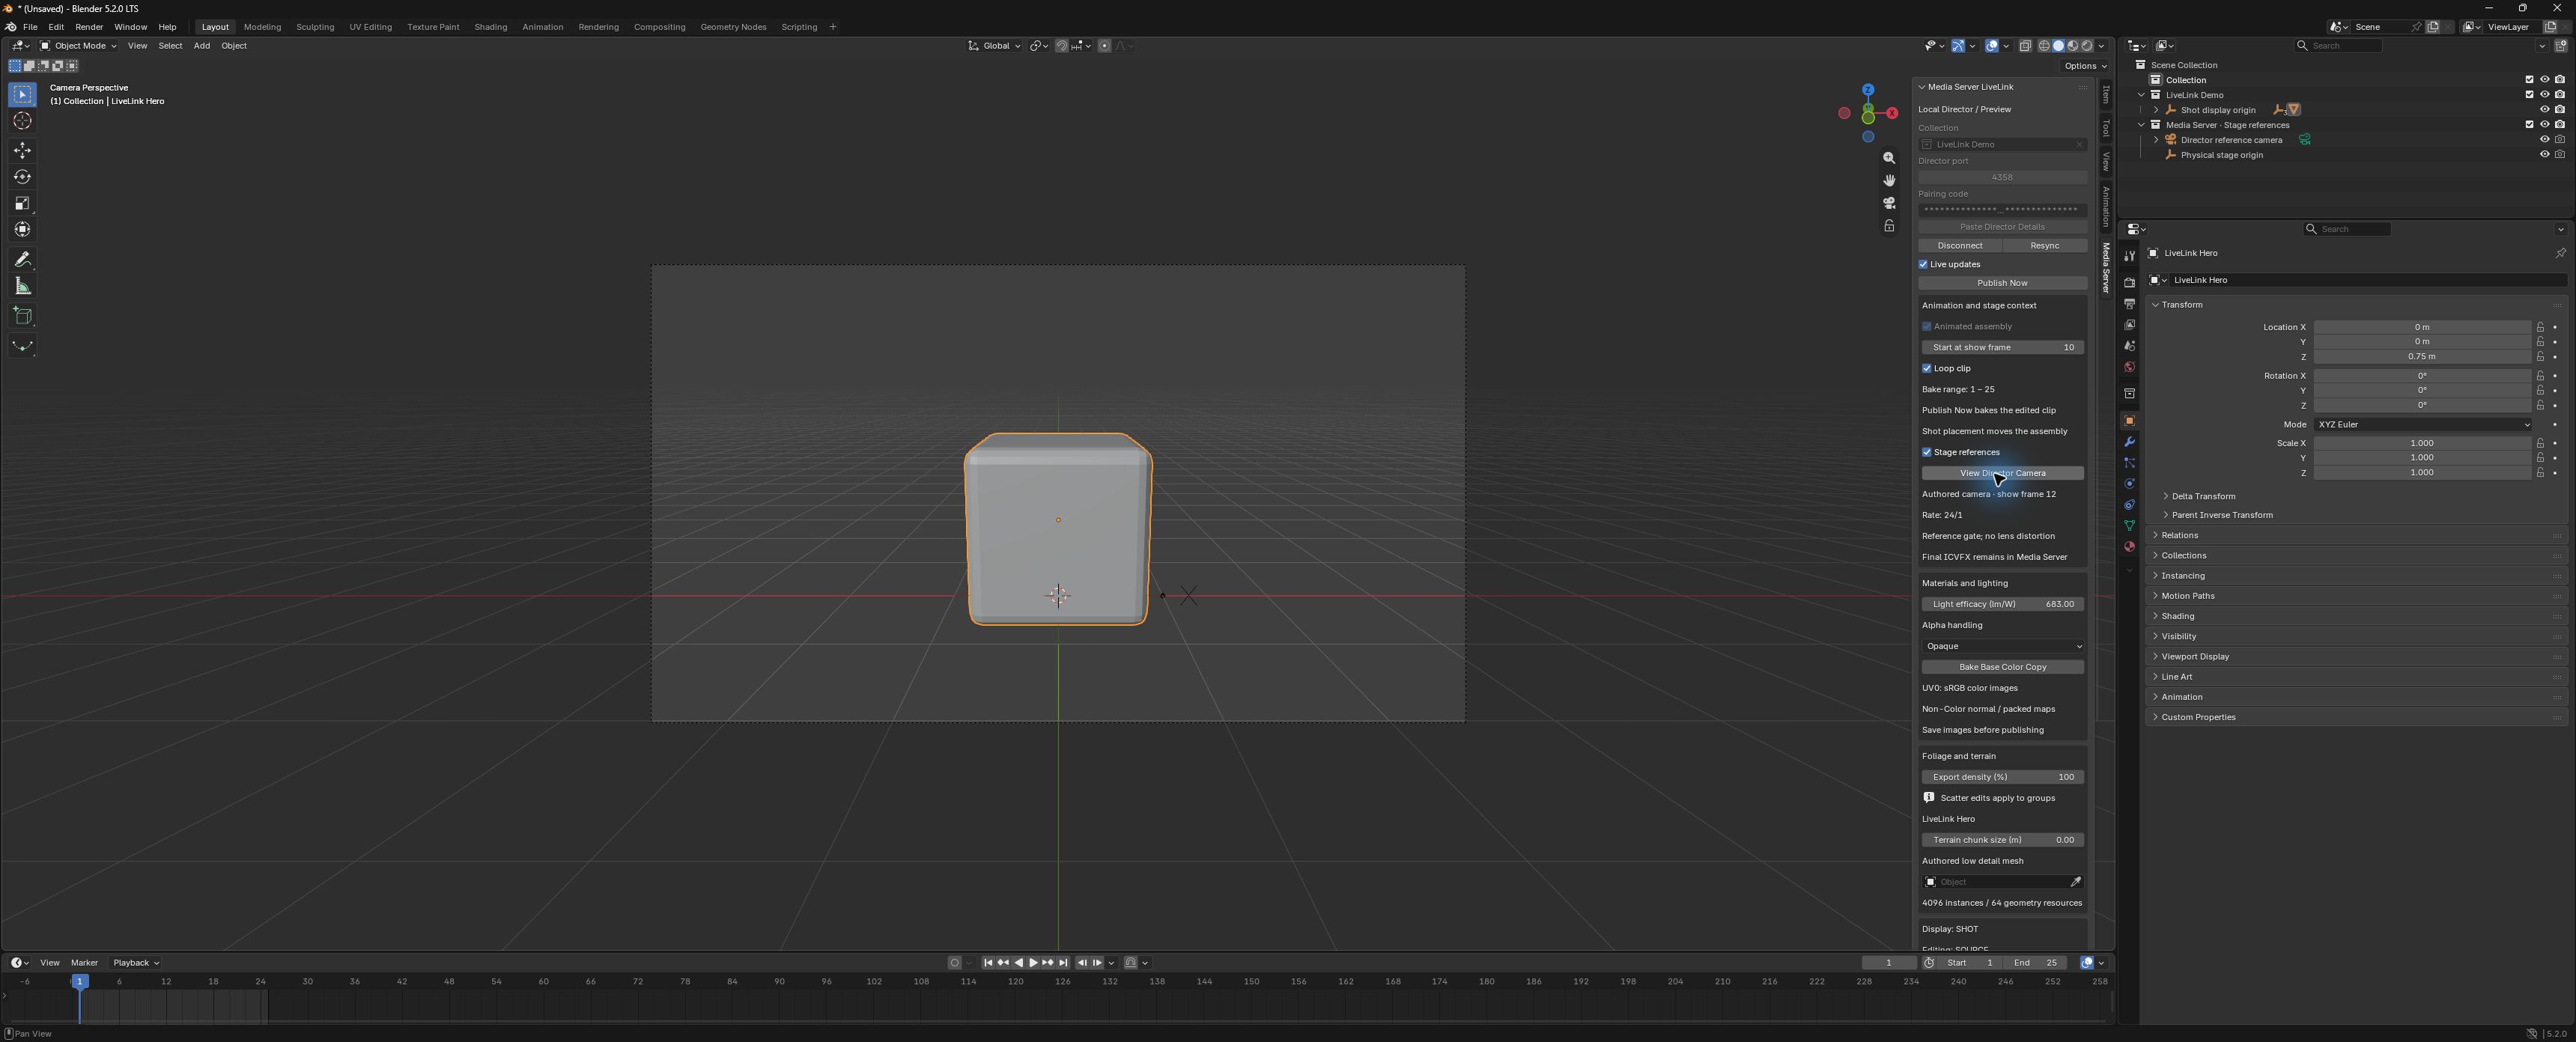 * (Unsaved) - Blender 5.2.0 LTS
File Edit Render Window Help Layout Modeling Sculpting UV Editing Texture Paint Shading Animation Rendering Compositing Geometry Nodes Scripting + Scene ViewLayer
Object Mode View Select Add Object Global
Options
Camera Perspective
(1) Collection | LiveLink Hero
Z
Y
X
Media Server LiveLink
Local Director / Preview
Collection
LiveLink Demo
Director port
4358
Pairing code
**************...**************
Paste Director Details
Disconnect Resync
Live updates
Publish Now
Animation and stage context
Animated assembly
Start at show frame 10
Loop clip
Bake range: 1 – 25
Publish Now bakes the edited clip
Shot placement moves the assembly
Stage references
View Director Camera
Authored camera · show frame 12
Rate: 24/1
Reference gate; no lens distortion
Final ICVFX remains in Media Server
Materials and lighting
Light efficacy (lm/W) 683.00
Alpha handling
Opaque
Bake Base Color Copy
UV0: sRGB color images
Non-Color normal / packed maps
Save images before publishing
Foliage and terrain
Export density (%) 100
Scatter edits apply to groups
LiveLink Hero
Terrain chunk size (m) 0.00
Authored low detail mesh
Object
4096 instances / 64 geometry resources
Display: SHOT
Editing: SOURCE
Item
Tool
View
Animation
Media Server
Search
Scene Collection
Collection
LiveLink Demo
Shot display origin
Media Server · Stage references
Director reference camera
Physical stage origin
Search
LiveLink Hero
LiveLink Hero
Transform
Location X 0 m
Y 0 m
Z 0.75 m
Rotation X 0°
Y 0°
Z 0°
Mode XYZ Euler
Scale X 1.000
Y 1.000
Z 1.000
Delta Transform
Parent Inverse Transform
Relations
Collections
Instancing
Motion Paths
Shading
Visibility
Viewport Display
Line Art
Animation
Custom Properties
View Marker Playback 1 Start 1 End 25
-6 1 6 12 18 24 30 36 42 48 54 60 66 72 78 84 90 96 102 108 114 120 126 132 138 144 150 156 162 168 174 180 186 192 198 204 210 216 222 228 234 240 246 252 258
Pan View 5.2.0